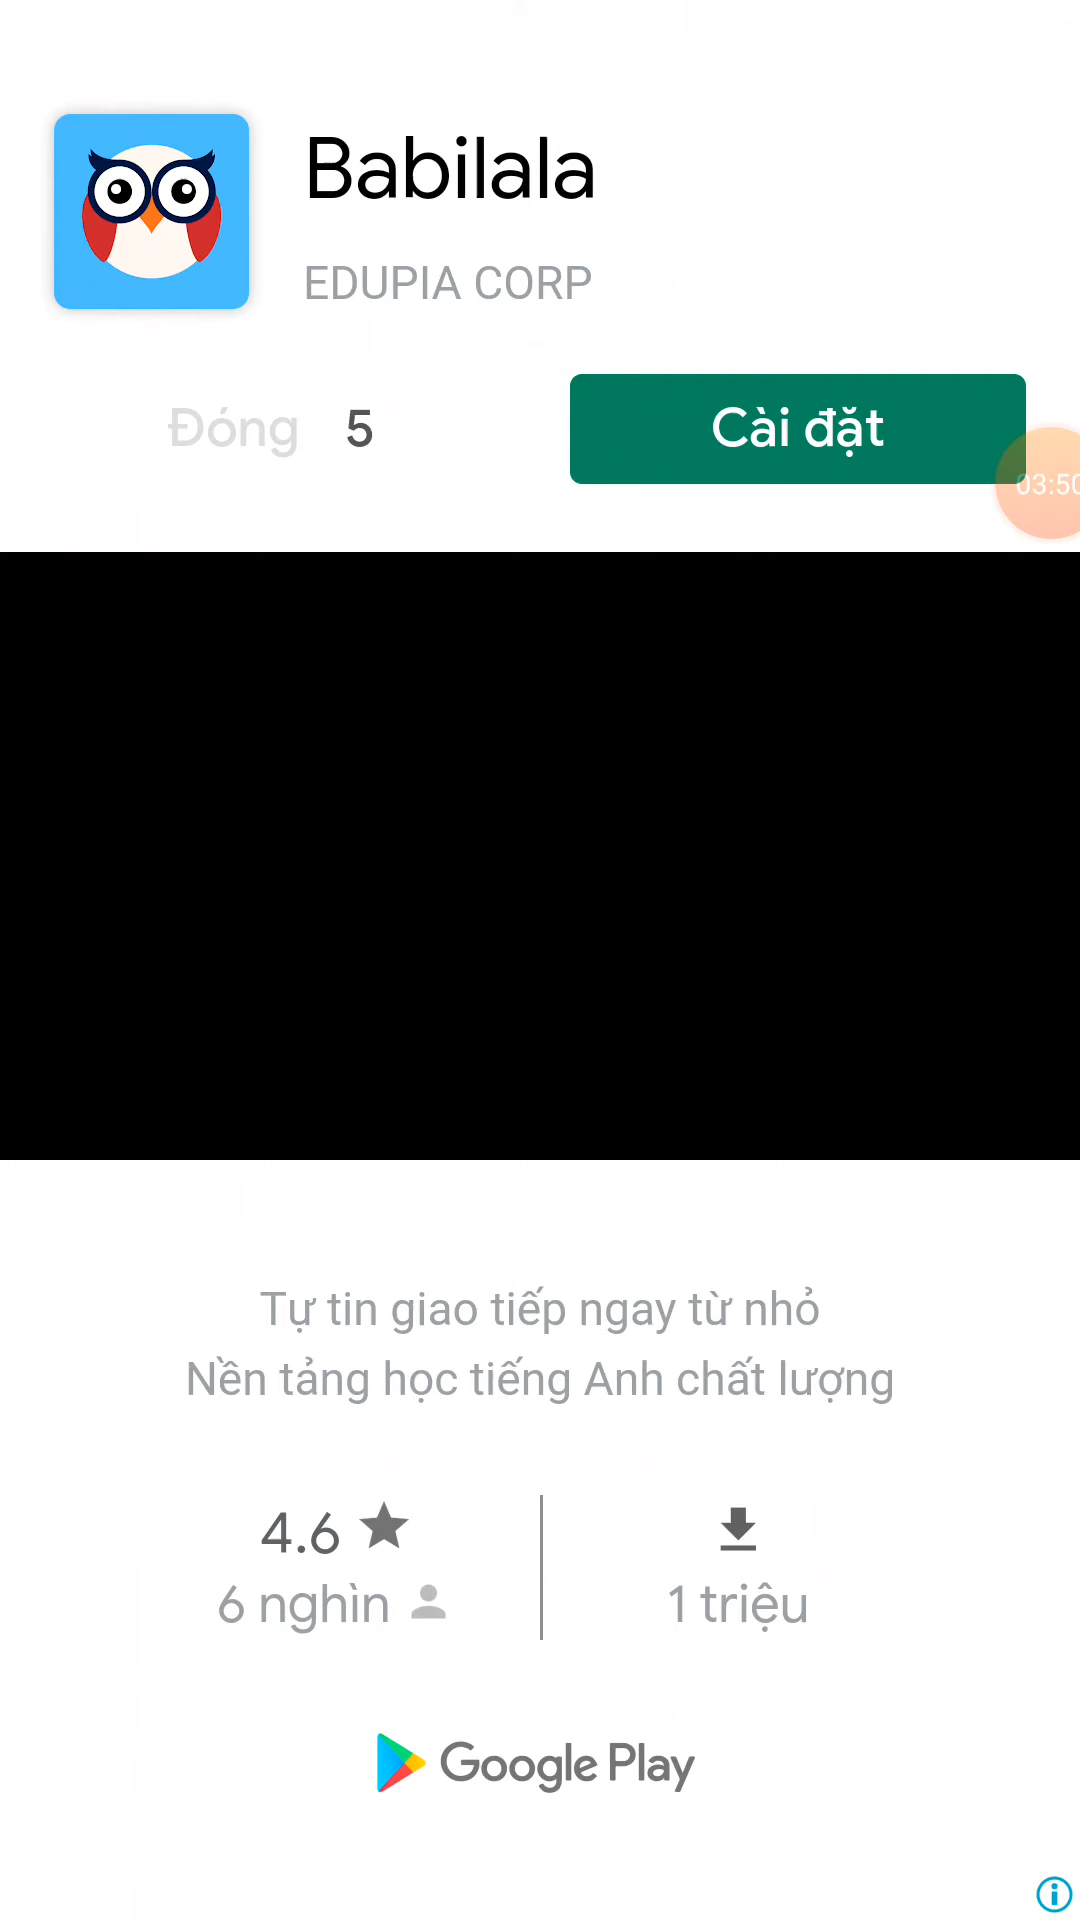 Babilala
EDUPIA CORP
Đóng 5
Cài đặt
03:50
Tự tin giao tiếp ngay từ nhỏ
Nền tảng học tiếng Anh chất lượng
4.6
6 nghìn
1 triệu
Google Play